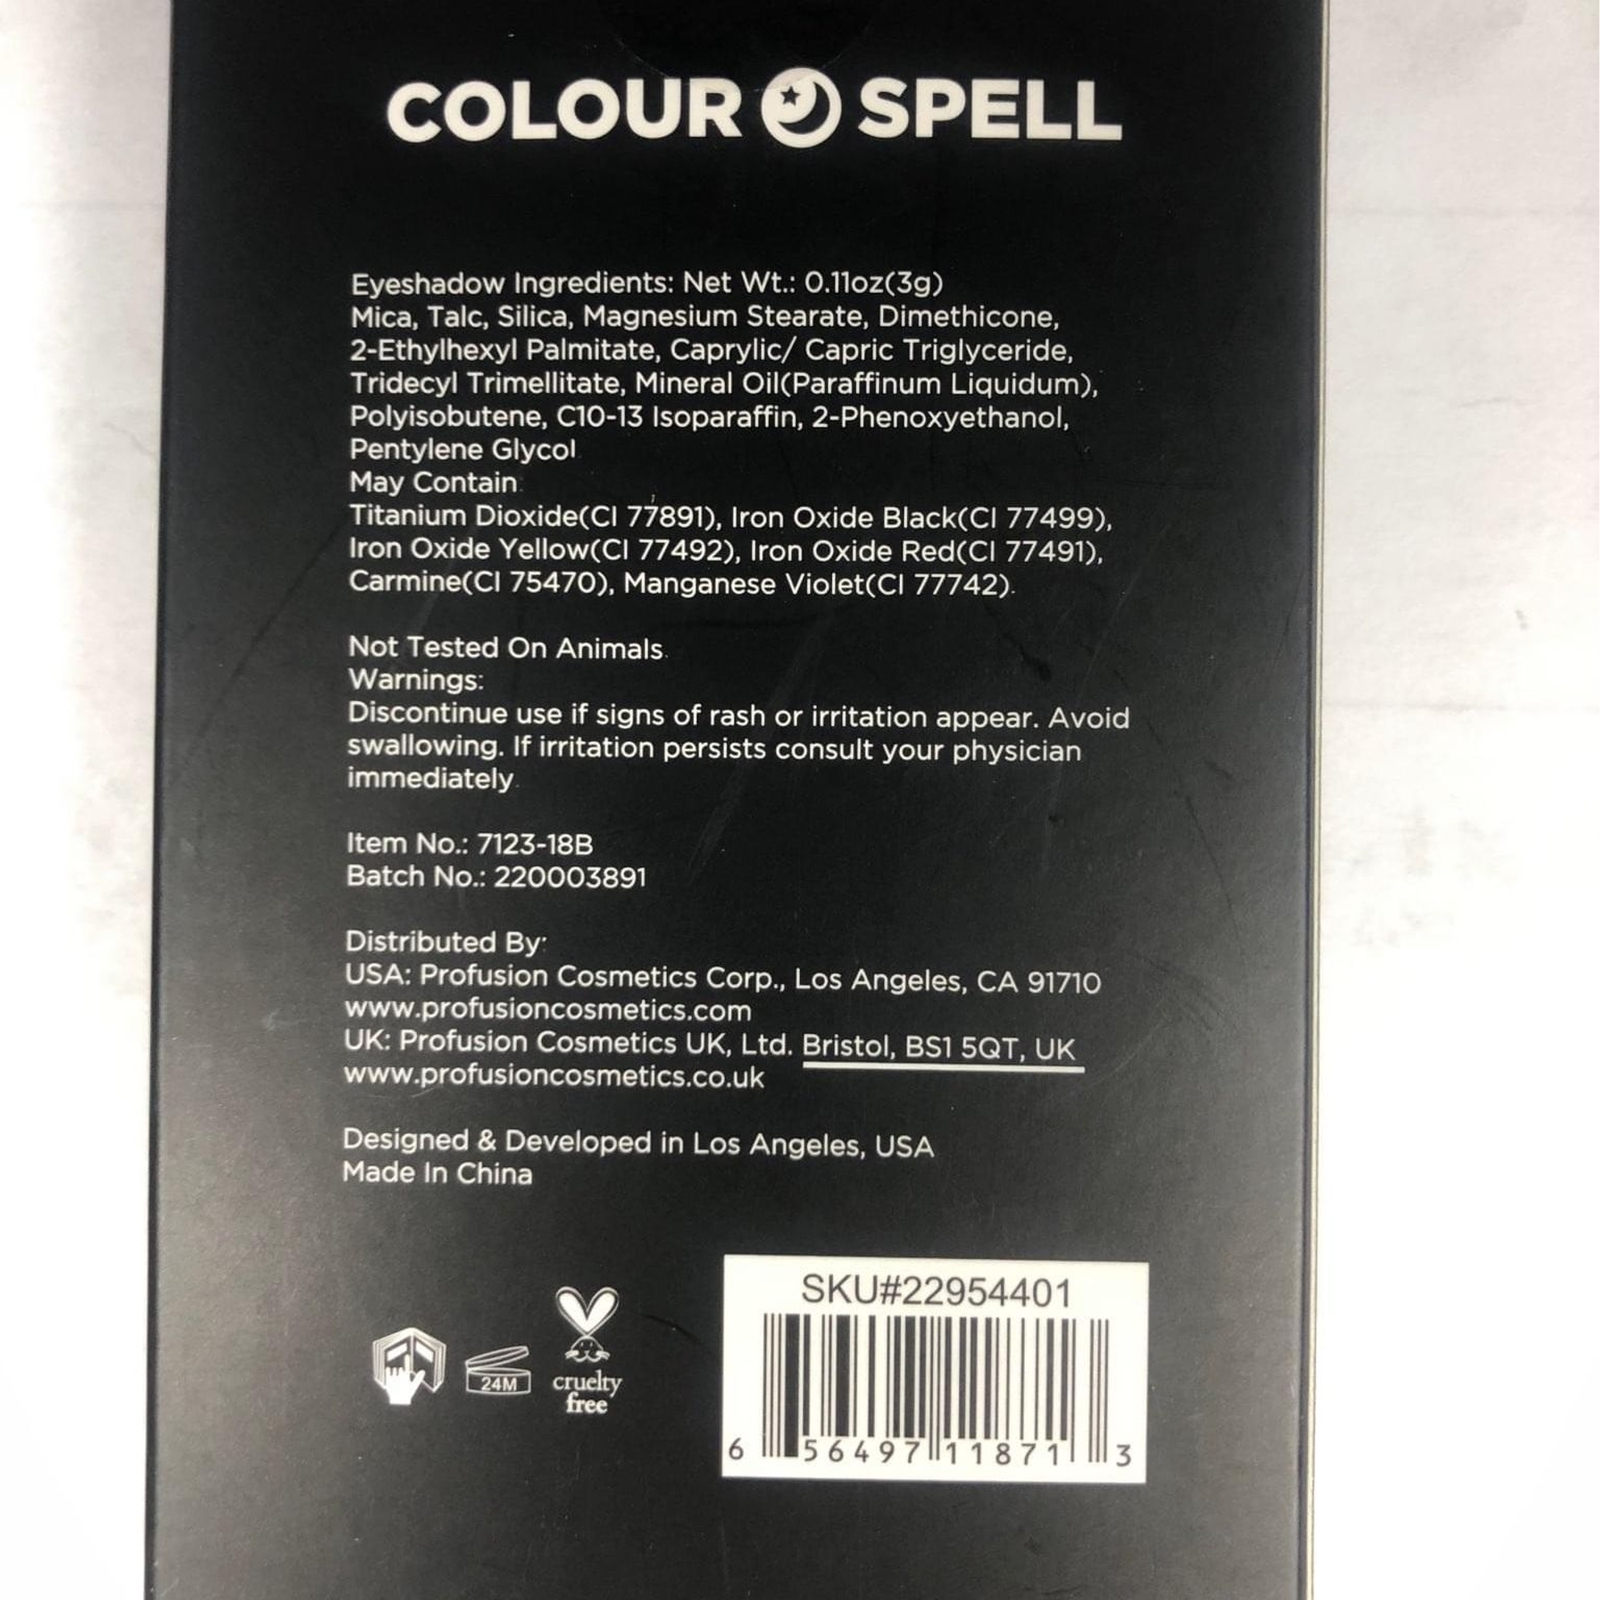 COLOUR SPELL
Eyeshadow Ingredients: Net Wt.: 0.11oz(3g)
Mica, Talc, Silica, Magnesium Stearate, Dimethicone,
2-Ethylhexyl Palmitate, Caprylic/ Capric Triglyceride,
Tridecyl Trimellitate, Mineral Oil(Paraffinum Liquidum),
Polyisobutene, C10-13 Isoparaffin, 2-Phenoxyethanol,
Pentylene Glycol.
May Contain:
Titanium Dioxide(CI 77891), Iron Oxide Black(CI 77499),
Iron Oxide Yellow(CI 77492), Iron Oxide Red(CI 77491),
Carmine(CI 75470), Manganese Violet(CI 77742).
Not Tested On Animals.
Warnings:
Discontinue use if signs of rash or irritation appear. Avoid
swallowing. If irritation persists consult your physician
immediately.
Item No.: 7123-18B
Batch No.: 220003891
Distributed By:
USA: Profusion Cosmetics Corp., Los Angeles, CA 91710
www.profusioncosmetics.com
UK: Profusion Cosmetics UK, Ltd. Bristol, BS1 5QT, UK
www.profusioncosmetics.co.uk
Designed & Developed in Los Angeles, USA
Made In China
24M
cruelty
free
SKU#22954401
6 56497 11871 3